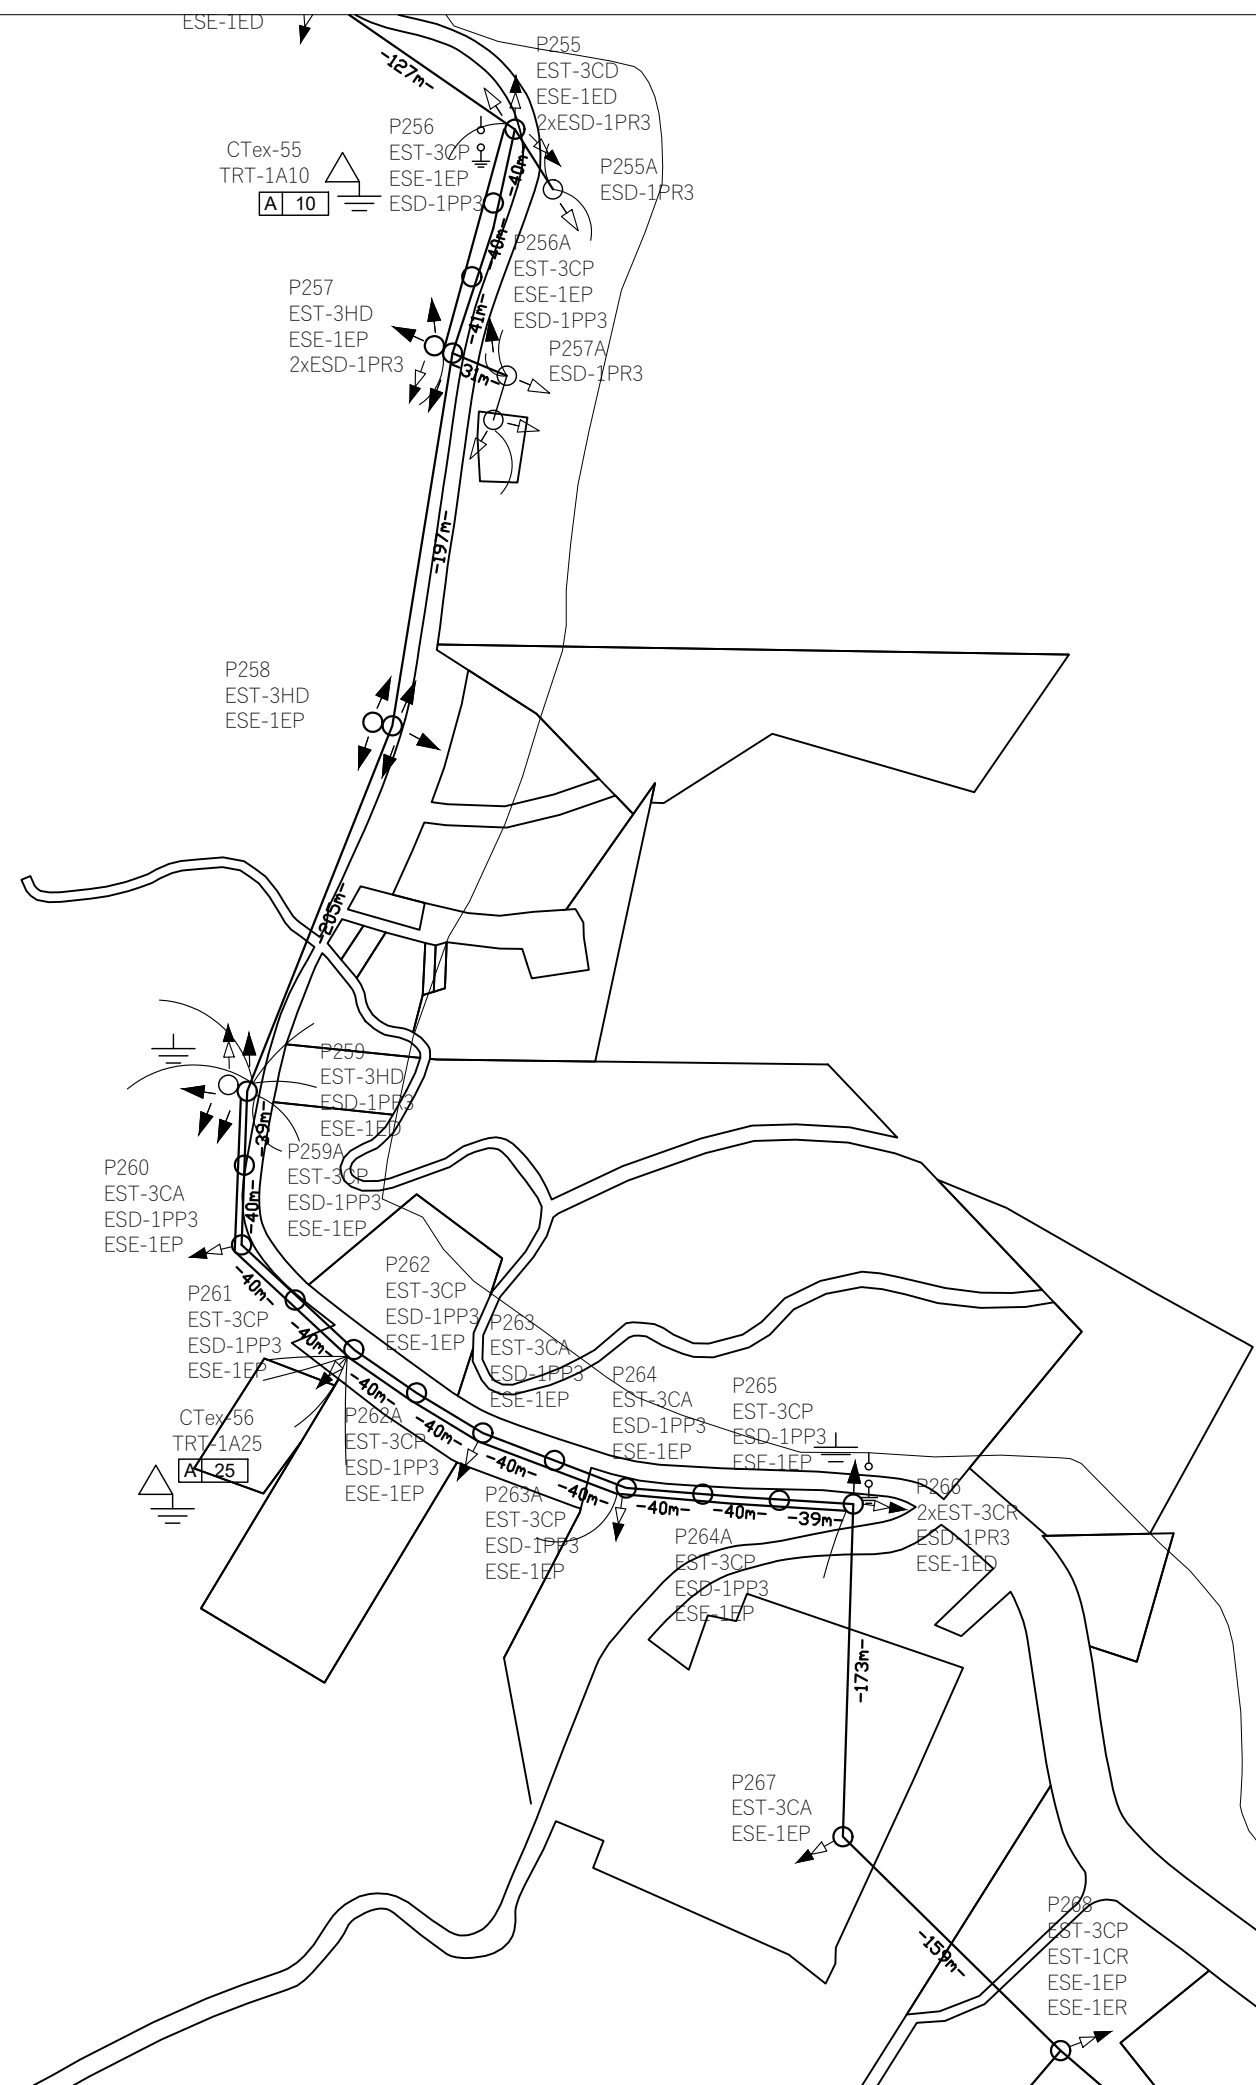 ESE-1ED
-127m-
P255
EST-3CD
ESE-1ED
2xESD-1PR3
P256
EST-3CP
ESE-1EP
ESD-1PP3
CTex-55
TRT-1A10
A 10
P255A
ESD-1PR3
-40m-
-40m-
P256A
EST-3CP
ESE-1EP
ESD-1PP3
P257
EST-3HD
ESE-1EP
2xESD-1PR3
-41m-
P257A
ESD-1PR3
-31m-
-197m-
P258
EST-3HD
ESE-1EP
-205m-
P259
EST-3HD
ESD-1PR3
ESE-1ED
-39m-
P259A
EST-3CP
ESD-1PP3
ESE-1EP
P260
EST-3CA
ESD-1PP3
ESE-1EP
-40m-
-40m-
P261
EST-3CP
ESD-1PP3
ESE-1EP
-40m-
P262
EST-3CP
ESD-1PP3
ESE-1EP
P263
EST-3CA
ESD-1PP3
ESE-1EP
-40m-
P264
EST-3CA
ESD-1PP3
ESE-1EP
P265
EST-3CP
ESD-1PP3
ESE-1EP
CTex-56
TRT-1A25
A 25
P262A
EST-3CP
ESD-1PP3
ESE-1EP
-40m-
-40m-
-40m-
P263A
EST-3CP
ESD-1PP3
ESE-1EP
-40m-
-40m-
-39m-
P264A
EST-3CP
ESD-1PP3
ESE-1EP
P266
2xEST-3CR
ESD-1PR3
ESE-1ED
-173m-
P267
EST-3CA
ESE-1EP
-159m-
P268
EST-3CP
EST-1CR
ESE-1EP
ESE-1ER